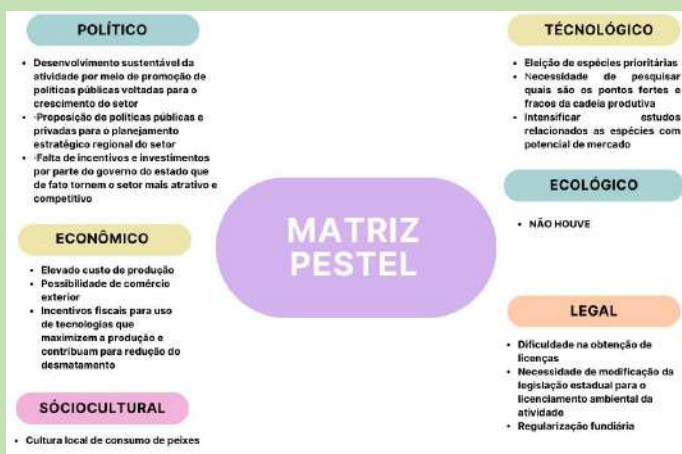 POLÍTICO
• Desenvolvimento sustentável da
atividade por meio de promoção de
políticas públicas voltadas para o
crescimento do setor
• ·Proposição de políticas públicas e
privadas para o planejamento
estratégico regional do setor
• ·Falta de incentivos e investimentos
por parte do governo do estado que
de fato tornem o setor mais atrativo e
competitivo
ECONÔMICO
• Elevado custo de produção
• Possibilidade de comércio
exterior
• Incentivos fiscais para uso
de tecnologias que
maximizem a produção e
contribuam para redução do
desmatamento
SÓCIOCULTURAL
• Cultura local de consumo de peixes
MATRIZ
PESTEL
TÉCNOLÓGICO
• Eleição de espécies prioritárias
• Necessidade de pesquisar
quais são os pontos fortes e
fracos da cadeia produtiva
• Intensificar estudos
relacionados as espécies com
potencial de mercado
ECOLÓGICO
• NÃO HOUVE
LEGAL
• Dificuldade na obtenção de
licenças
• Necessidade de modificação da
legislação estadual para o
licenciamento ambiental da
atividade
• Regularização fundiária